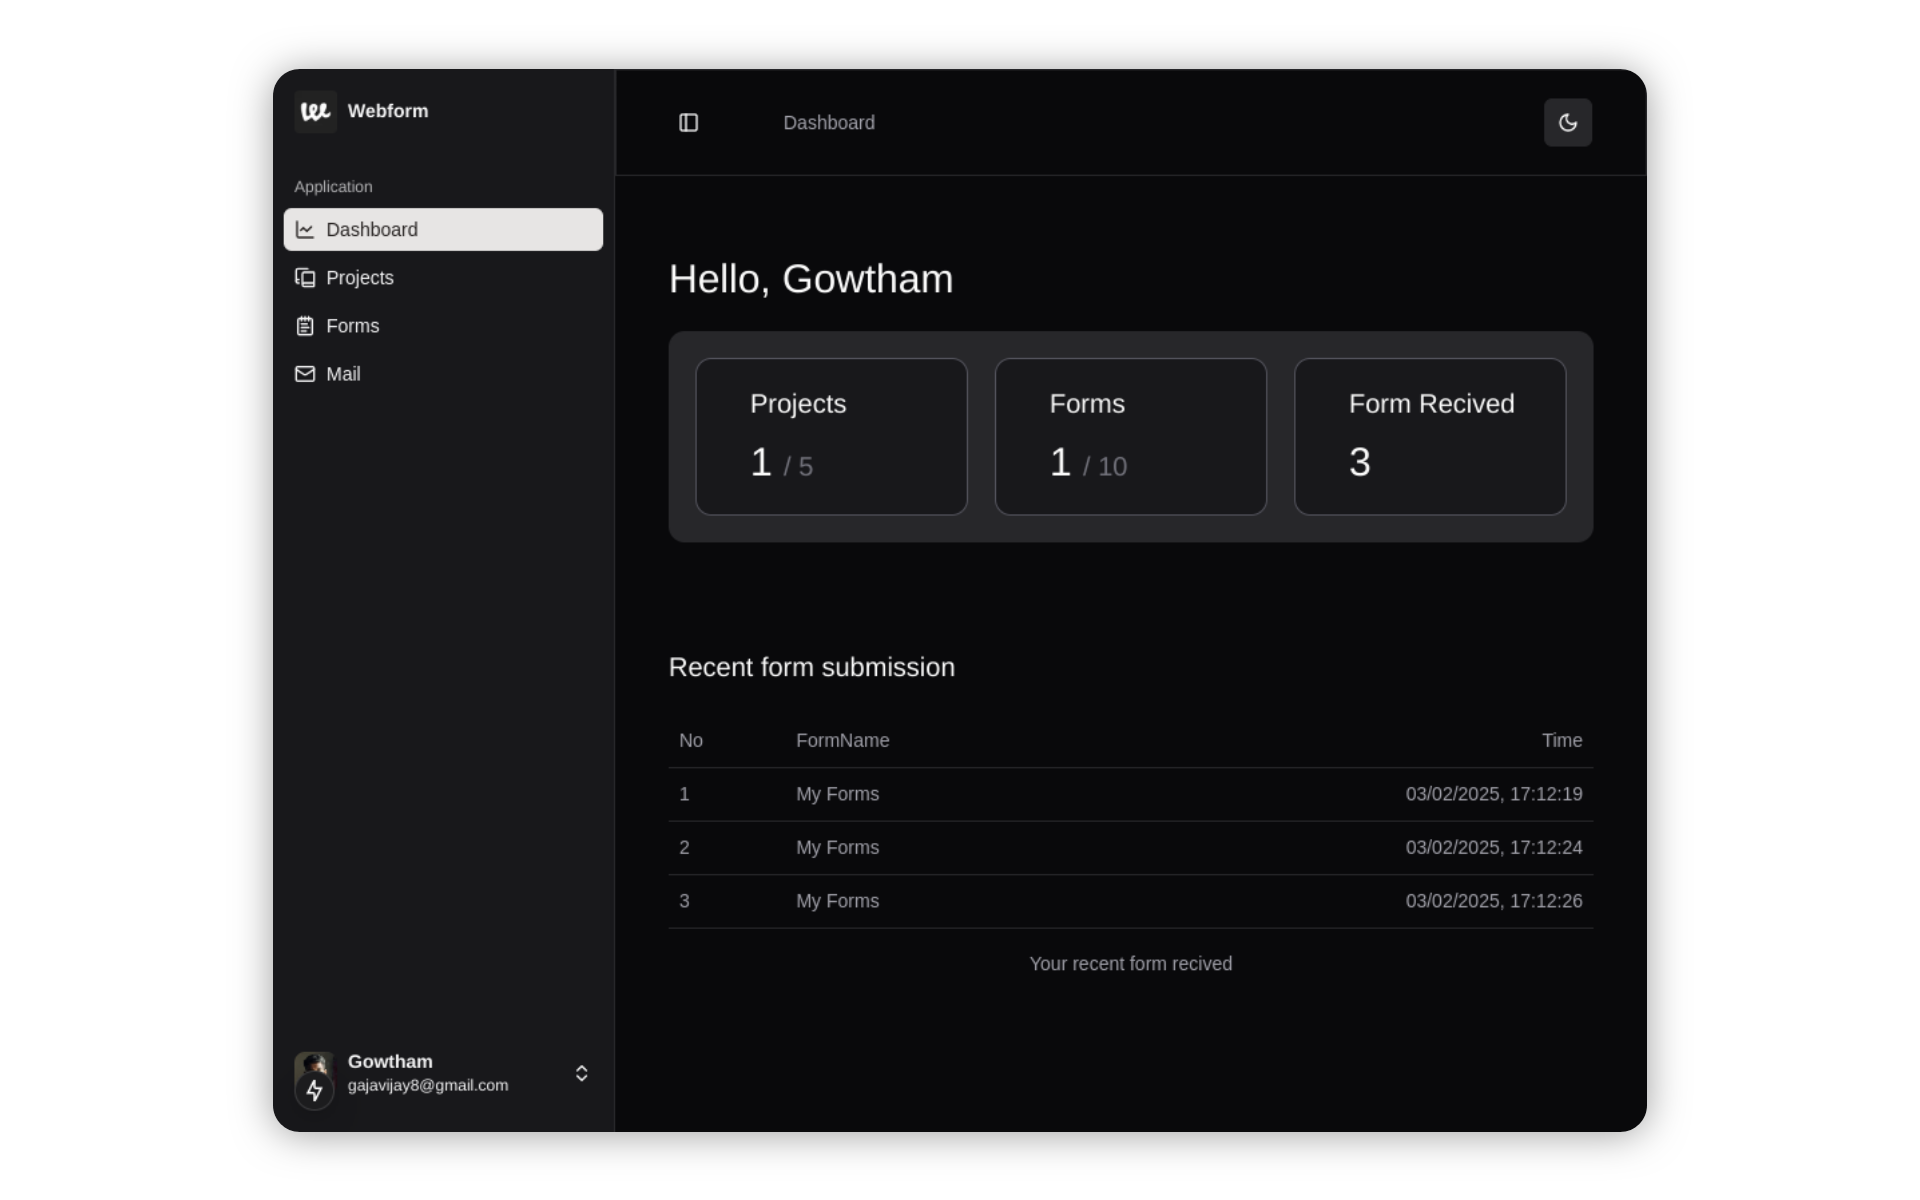 Webform
Application
Dashboard
Projects
Forms
Mail
Gowtham
gajavijay8@gmail.com
Dashboard
Hello, Gowtham
Projects
1 / 5
Forms
1 / 10
Form Recived
3
Recent form submission
No FormName Time
1 My Forms 03/02/2025, 17:12:19
2 My Forms 03/02/2025, 17:12:24
3 My Forms 03/02/2025, 17:12:26
Your recent form recived